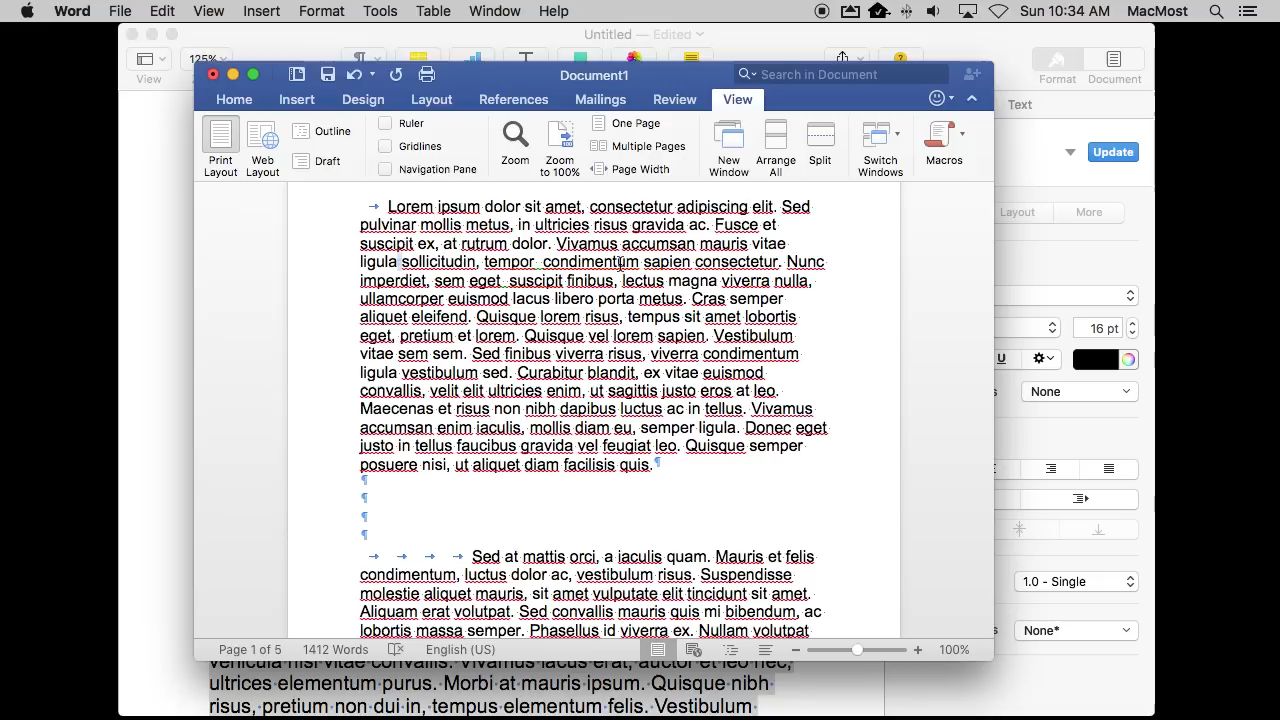 Word File Edit View Insert Format Tools Table Window Help Sun 10:34 AM MacMost
Untitled — Edited
125%
View
Format Document
Document1
Search in Document
Home Insert Design Layout References Mailings Review View
Text
Print Layout
Web Layout
Outline
Draft
Ruler
Gridlines
Navigation Pane
Zoom
Zoom to 100%
One Page
Multiple Pages
Page Width
New Window
Arrange All
Split
Switch Windows
Macros
Update
Layout More
→ Lorem ipsum dolor sit amet, consectetur adipiscing elit. Sed
pulvinar mollis metus, in ultricies risus gravida ac. Fusce et
suscipit ex, at rutrum dolor. Vivamus accumsan mauris vitae
ligula sollicitudin, tempor  condimentum sapien consectetur. Nunc
imperdiet, sem eget  suscipit finibus, lectus magna viverra nulla,
ullamcorper euismod lacus libero porta metus. Cras semper
aliquet eleifend. Quisque lorem risus, tempus sit amet lobortis
eget, pretium et lorem. Quisque vel lorem sapien. Vestibulum
vitae sem sem. Sed finibus viverra risus, viverra condimentum
ligula vestibulum sed. Curabitur blandit, ex vitae euismod
convallis, velit elit ultricies enim, ut sagittis justo eros at leo.
Maecenas et risus non nibh dapibus luctus ac in tellus. Vivamus
accumsan enim iaculis, mollis diam eu, semper ligula. Donec eget
justo in tellus faucibus gravida vel feugiat leo. Quisque semper
posuere nisi, ut aliquet diam facilisis quis.¶
¶
¶
¶
¶
→ → → → Sed at mattis orci, a iaculis quam. Mauris et felis
condimentum, luctus dolor ac, vestibulum risus. Suspendisse
molestie aliquet mauris, sit amet vulputate elit tincidunt sit amet.
Aliquam erat volutpat. Sed convallis mauris quis mi bibendum, ac
lobortis massa semper. Phasellus id viverra ex. Nullam volutpat
16 pt
U
None
1.0 - Single
None*
Page 1 of 5 1412 Words English (US) 100%
vehicula nisi vitae convallis. Vivamus lacus erat, auctor et leo nec,
ultrices elementum purus. Morbi at mauris ipsum. Quisque nibh
risus, pretium non dui in, tempus elementum felis. Vestibulum